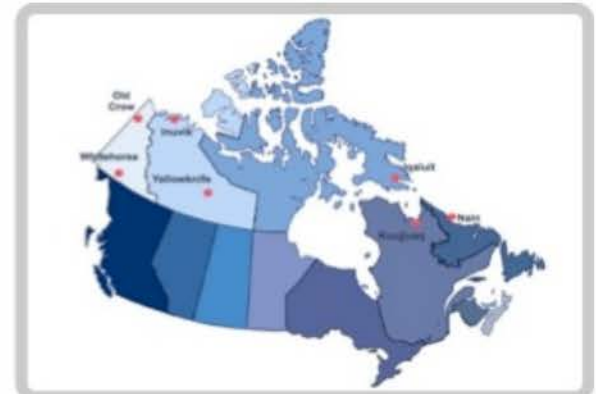 Old
Crow
Inuvik
Whitehorse
Yellowknife
Iqaluit
Nain
Kuujjuaq